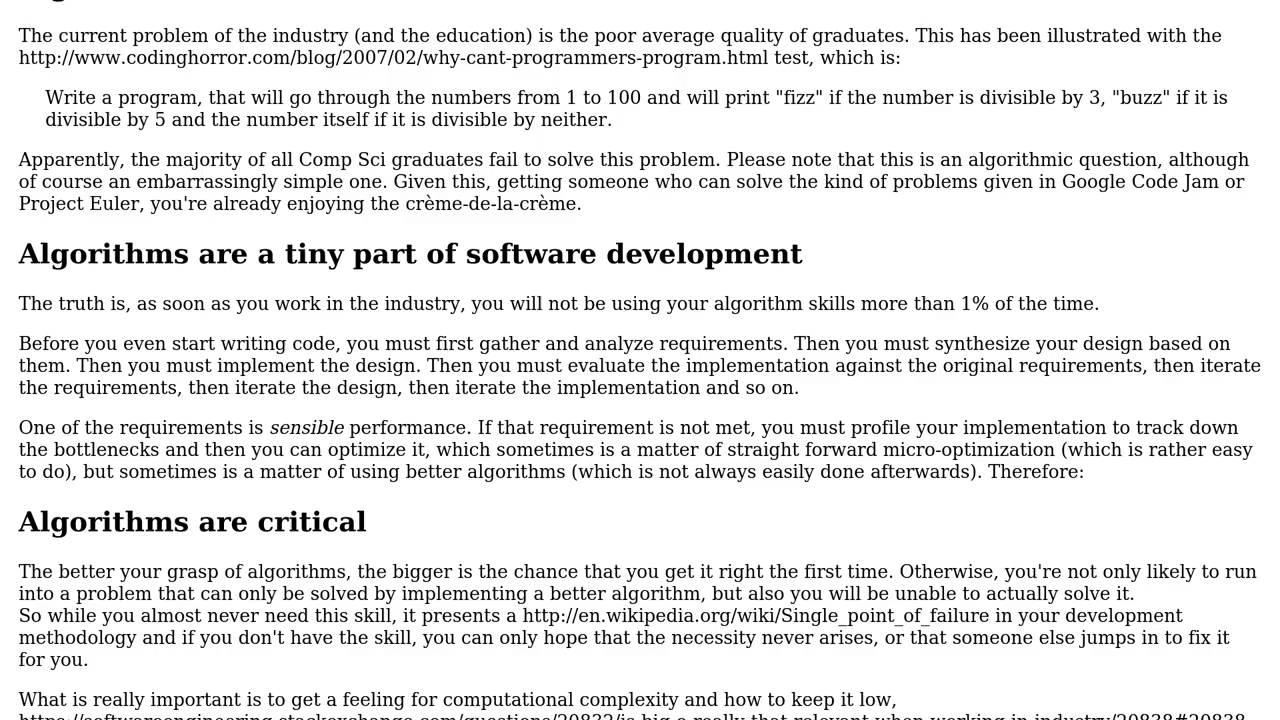 The current problem of the industry (and the education) is the poor average quality of graduates. This has been illustrated with the
http://www.codinghorror.com/blog/2007/02/why-cant-programmers-program.html test, which is:
Write a program, that will go through the numbers from 1 to 100 and will print "fizz" if the number is divisible by 3, "buzz" if it is
divisible by 5 and the number itself if it is divisible by neither.
Apparently, the majority of all Comp Sci graduates fail to solve this problem. Please note that this is an algorithmic question, although
of course an embarrassingly simple one. Given this, getting someone who can solve the kind of problems given in Google Code Jam or
Project Euler, you're already enjoying the crème-de-la-crème.
Algorithms are a tiny part of software development
The truth is, as soon as you work in the industry, you will not be using your algorithm skills more than 1% of the time.
Before you even start writing code, you must first gather and analyze requirements. Then you must synthesize your design based on
them. Then you must implement the design. Then you must evaluate the implementation against the original requirements, then iterate
the requirements, then iterate the design, then iterate the implementation and so on.
One of the requirements is sensible performance. If that requirement is not met, you must profile your implementation to track down
the bottlenecks and then you can optimize it, which sometimes is a matter of straight forward micro-optimization (which is rather easy
to do), but sometimes is a matter of using better algorithms (which is not always easily done afterwards). Therefore:
Algorithms are critical
The better your grasp of algorithms, the bigger is the chance that you get it right the first time. Otherwise, you're not only likely to run
into a problem that can only be solved by implementing a better algorithm, but also you will be unable to actually solve it.
So while you almost never need this skill, it presents a http://en.wikipedia.org/wiki/Single_point_of_failure in your development
methodology and if you don't have the skill, you can only hope that the necessity never arises, or that someone else jumps in to fix it
for you.
What is really important is to get a feeling for computational complexity and how to keep it low,
https://softwareengineering.stackexchange.com/questions/20832/is-big-o-really-that-relevant-when-working-in-industry/20838#20838